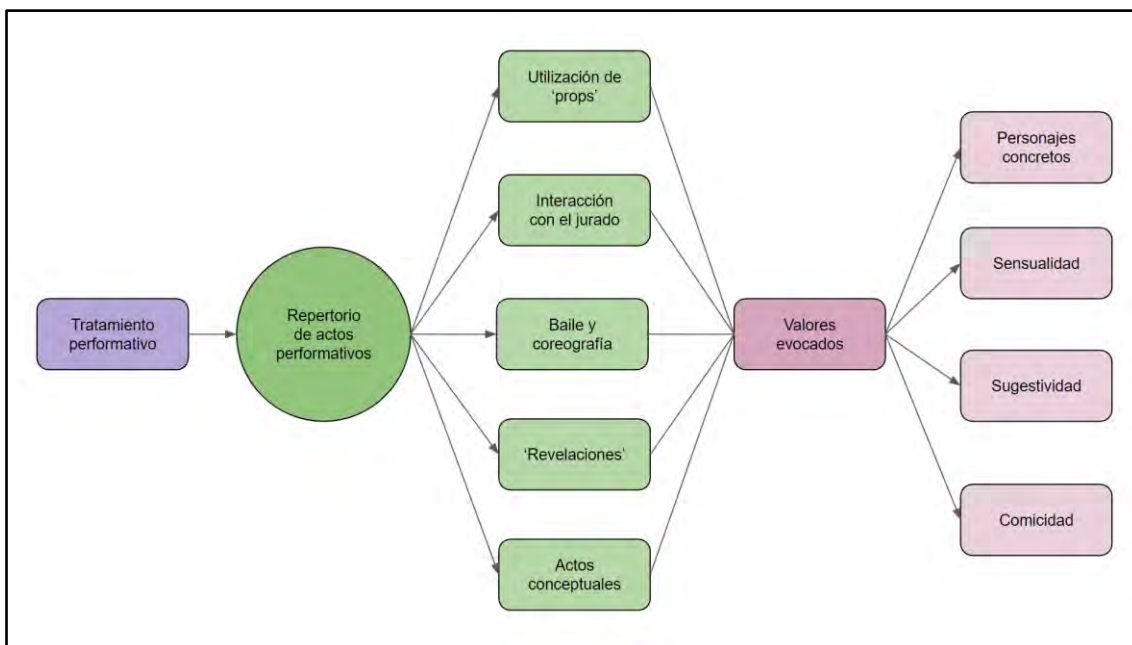 Tratamiento
performativo
Repertorio
de actos
performativos
Utilización de
‘props’
Interacción
con el jurado
Baile y
coreografía
‘Revelaciones’
Actos
conceptuales
Valores
evocados
Personajes
concretos
Sensualidad
Sugestividad
Comicidad